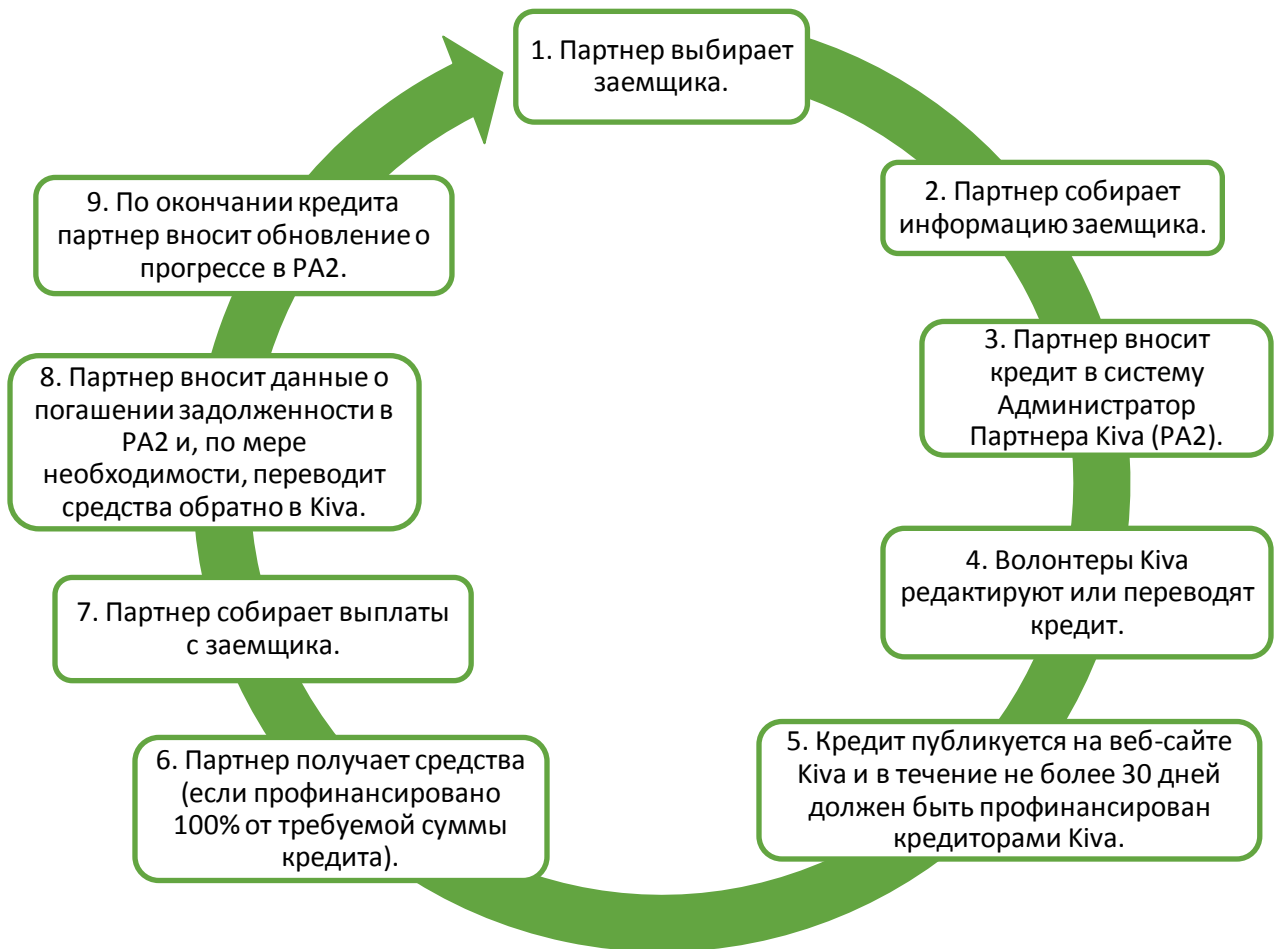 1. Партнер выбирает
заемщика.
2. Партнер собирает
информацию заемщика.
3. Партнер вносит
кредит в систему
Администратор
Партнера Kiva (PA2).
4. Волонтеры Kiva
редактируют или переводят
кредит.
5. Кредит публикуется на веб-сайте
Kiva и в течение не более 30 дней
должен быть профинансирован
кредиторами Kiva.
6. Партнер получает средства
(если профинансировано
100% от требуемой суммы
кредита).
7. Партнер собирает выплаты
с заемщика.
8. Партнер вносит данные о
погашении задолженности в
PA2 и, по мере
необходимости, переводит
средства обратно в Kiva.
9. По окончании кредита
партнер вносит обновление о
прогрессе в PA2.